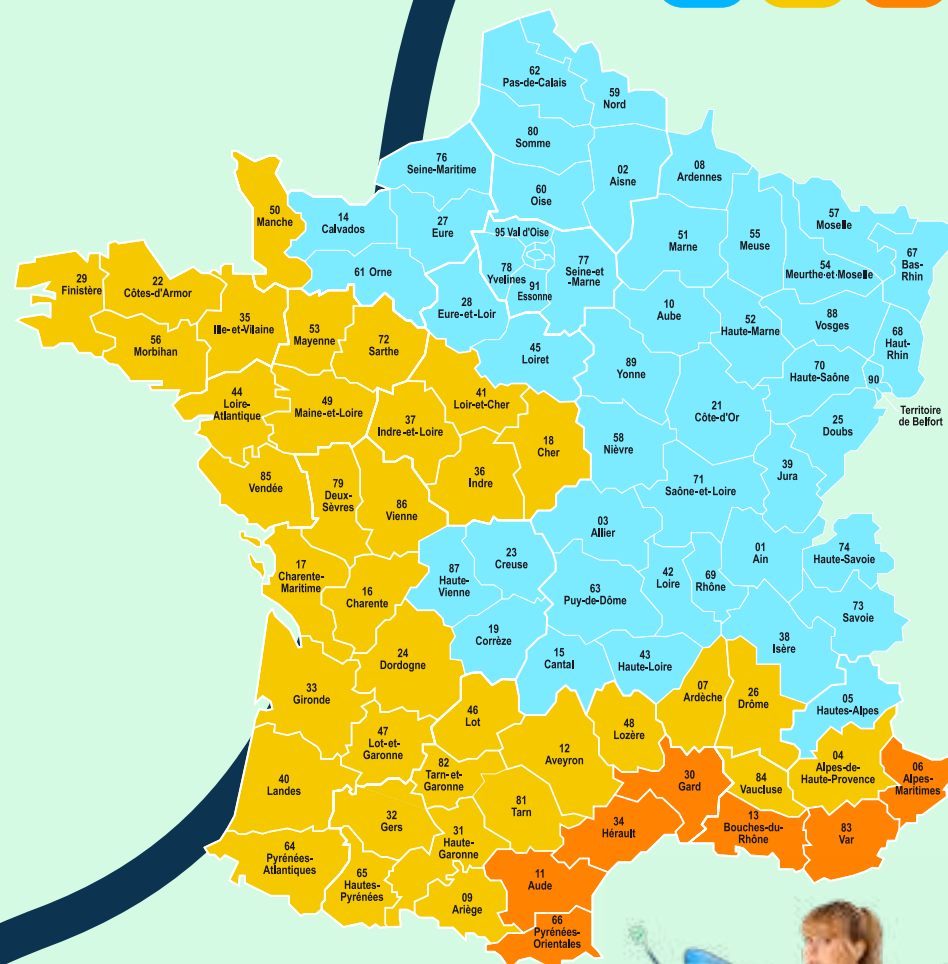 62
Pas-de-Calais
59
Nord
80
Somme
76
Seine-Maritime
02
Aisne
08
Ardennes
60
Oise
50
Manche
14
Calvados
27
Eure
95 Val d'Oise
51
Marne
55
Meuse
57
Moselle
67
Bas-
Rhin
54
Meurthe-et-Moselle
61 Orne
78
Yvelines
91
Essonne
77
Seine-et
-Marne
29
Finistère
22
Côtes-d'Armor
28
Eure-et-Loir
10
Aube
52
Haute-Marne
88
Vosges
68
Haut-
Rhin
35
Ille-et-Vilaine
53
Mayenne
72
Sarthe
56
Morbihan
45
Loiret
89
Yonne
70
Haute-Saône
90
Territoire
de Belfort
44
Loire-
Atlantique
49
Maine-et-Loire
41
Loir-et-Cher
37
Indre-et-Loire
18
Cher
21
Côte-d'Or
25
Doubs
58
Nièvre
39
Jura
85
Vendée
79
Deux-
Sèvres
86
Vienne
36
Indre
71
Saône-et-Loire
03
Allier
01
Ain
74
Haute-Savoie
17
Charente-
Maritime
16
Charente
87
Haute-
Vienne
23
Creuse
63
Puy-de-Dôme
42
Loire
69
Rhône
73
Savoie
19
Corrèze
38
Isère
24
Dordogne
15
Cantal
43
Haute-Loire
33
Gironde
07
Ardèche
26
Drôme
05
Hautes-Alpes
46
Lot
48
Lozère
47
Lot-et-
Garonne
12
Aveyron
04
Alpes-de-
Haute-Provence
06
Alpes-
Maritimes
82
Tarn-et-
Garonne
30
Gard
84
Vaucluse
40
Landes
81
Tarn
32
Gers
34
Hérault
13
Bouches-du-
Rhône
83
Var
31
Haute-
Garonne
64
Pyrénées-
Atlantiques
65
Hautes-
Pyrénées
09
Ariège
11
Aude
66
Pyrénées-
Orientales